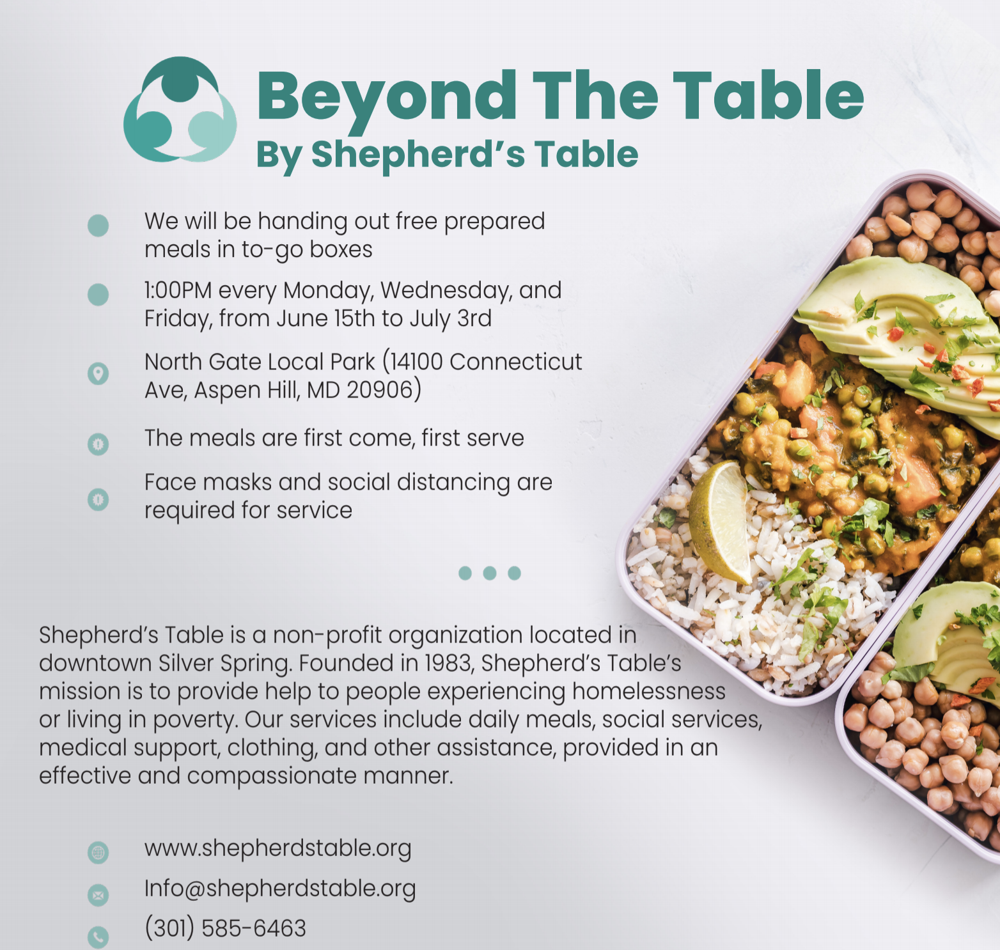 Beyond The Table
By Shepherd's Table
We will be handing out free prepared
meals in to-go boxes
1:00PM every Monday, Wednesday, and
Friday, from June 15th to July 3rd
North Gate Local Park (14100 Connecticut
Ave, Aspen Hill, MD 20906)
The meals are first come, first serve
Face masks and social distancing are
required for service
Shepherd's Table is a non-profit organization located in
downtown Silver Spring. Founded in 1983, Shepherd's Table's
mission is to provide help to people experiencing homelessness
or living in poverty. Our services include daily meals, social services,
medical support, clothing, and other assistance, provided in an
effective and compassionate manner.
www.shepherdstable.org
Info@shepherdstable.org
(301) 585-6463